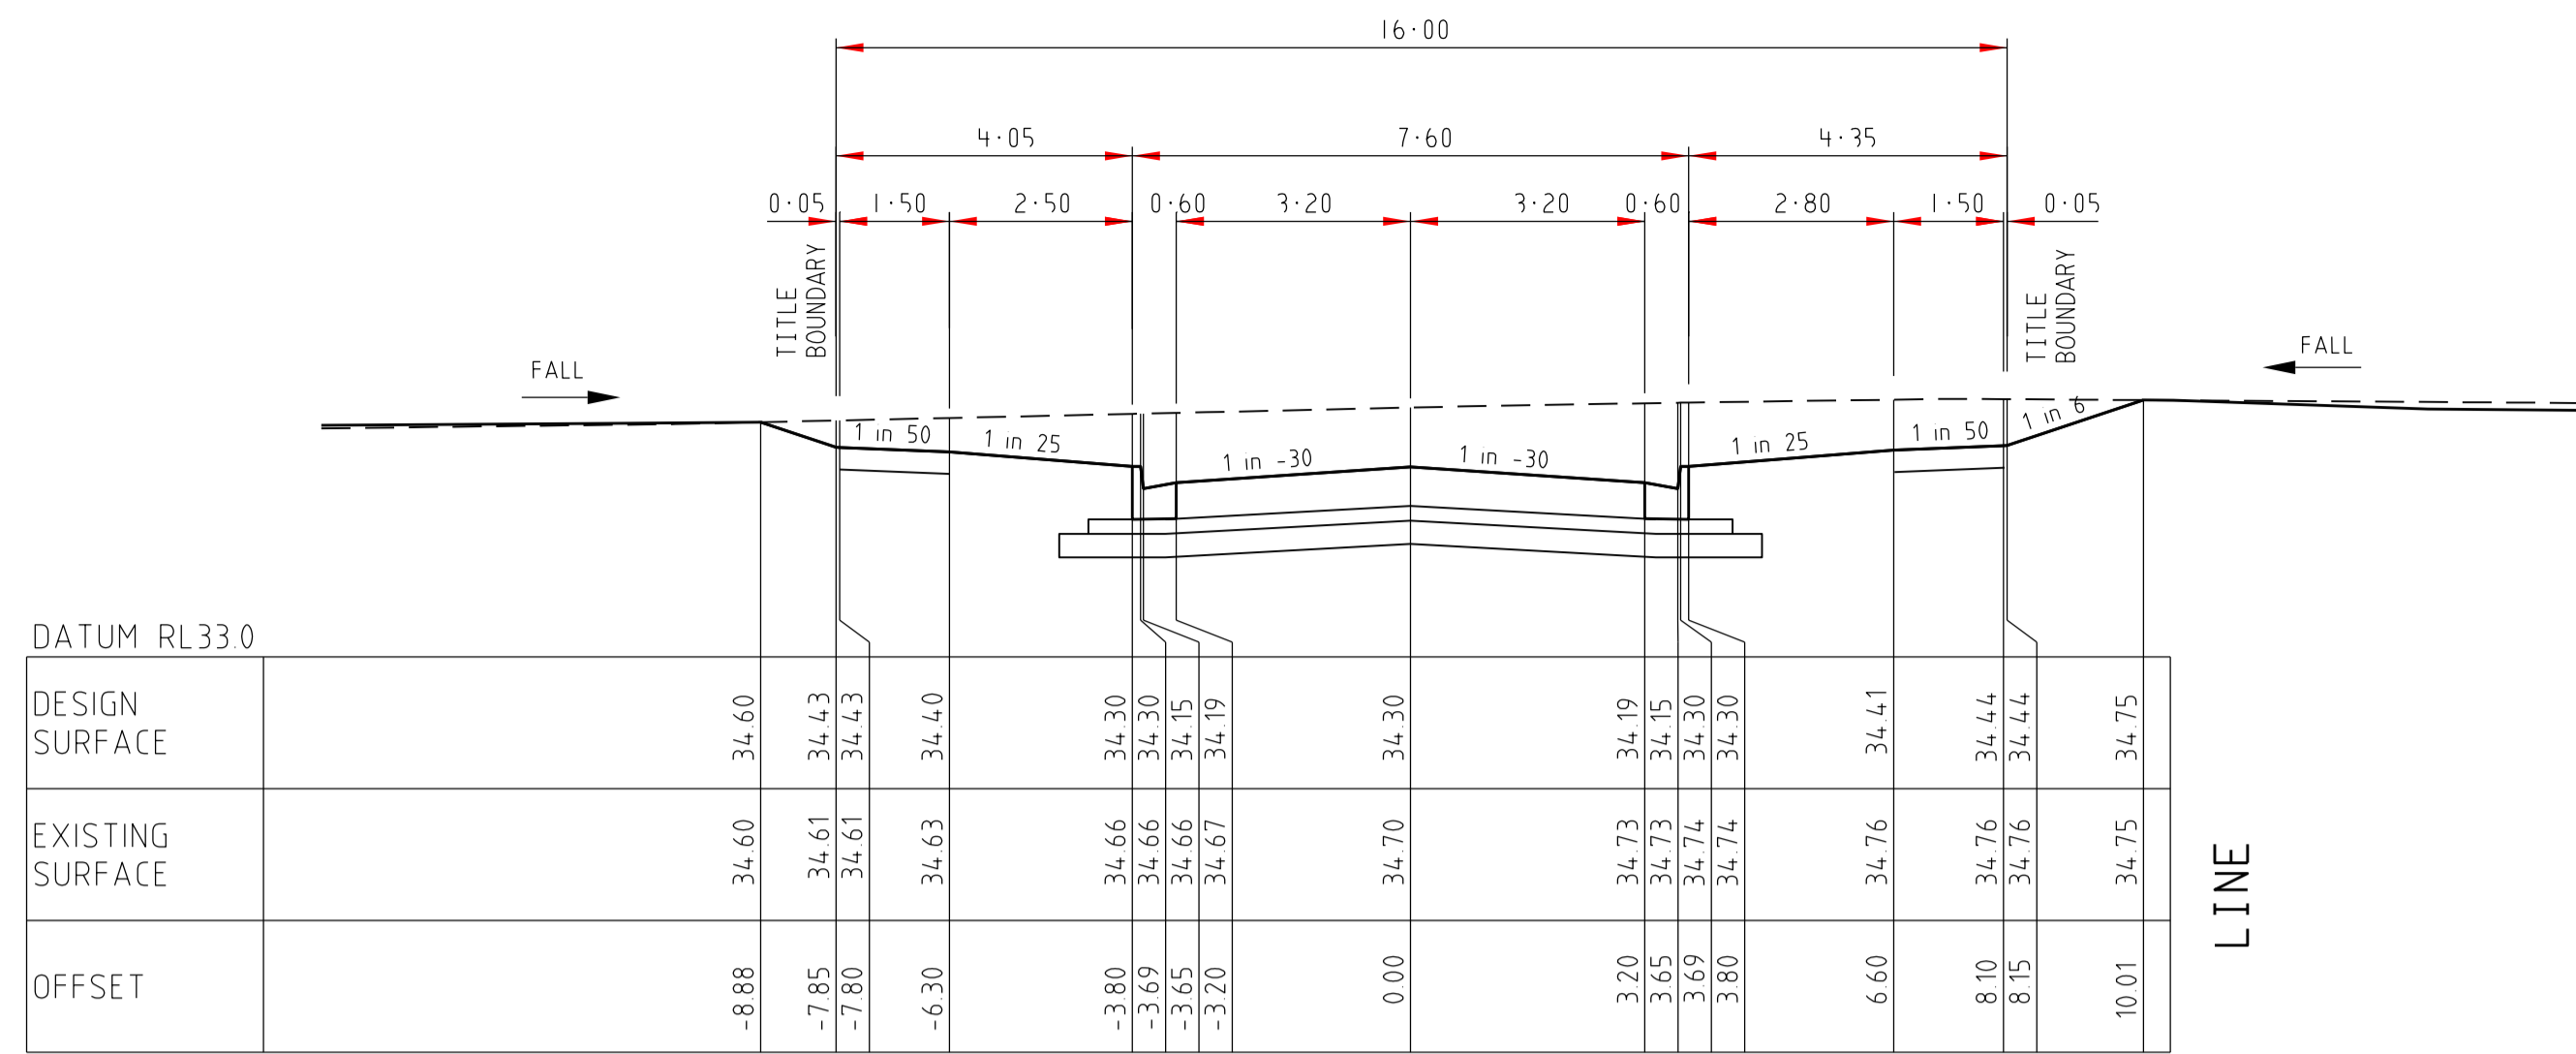 16·00
4·05 7·60 4·35
0·05 1·50 2·50 0·60 3·20 3·20 0·60 2·80 1·50 0·05
TITLE
BOUNDARY
TITLE
BOUNDARY
FALL
FALL
1 in 50
1 in 25
1 in -30
1 in -30
1 in 25
1 in 50
1 in 6
DATUM RL33.0
DESIGN
SURFACE
34.60 34.43 34.43 34.40 34.30 34.30 34.15 34.19 34.30 34.19 34.15 34.30 34.30 34.41 34.44 34.44 34.75
EXISTING
SURFACE
34.60 34.61 34.61 34.63 34.66 34.66 34.66 34.67 34.70 34.73 34.73 34.74 34.74 34.76 34.76 34.76 34.75
OFFSET
-8.88 -7.85 -7.80 -6.30 -3.80 -3.69 -3.65 -3.20 0.000 3.20 3.65 3.69 3.80 6.60 8.10 8.15 10.01
LINE